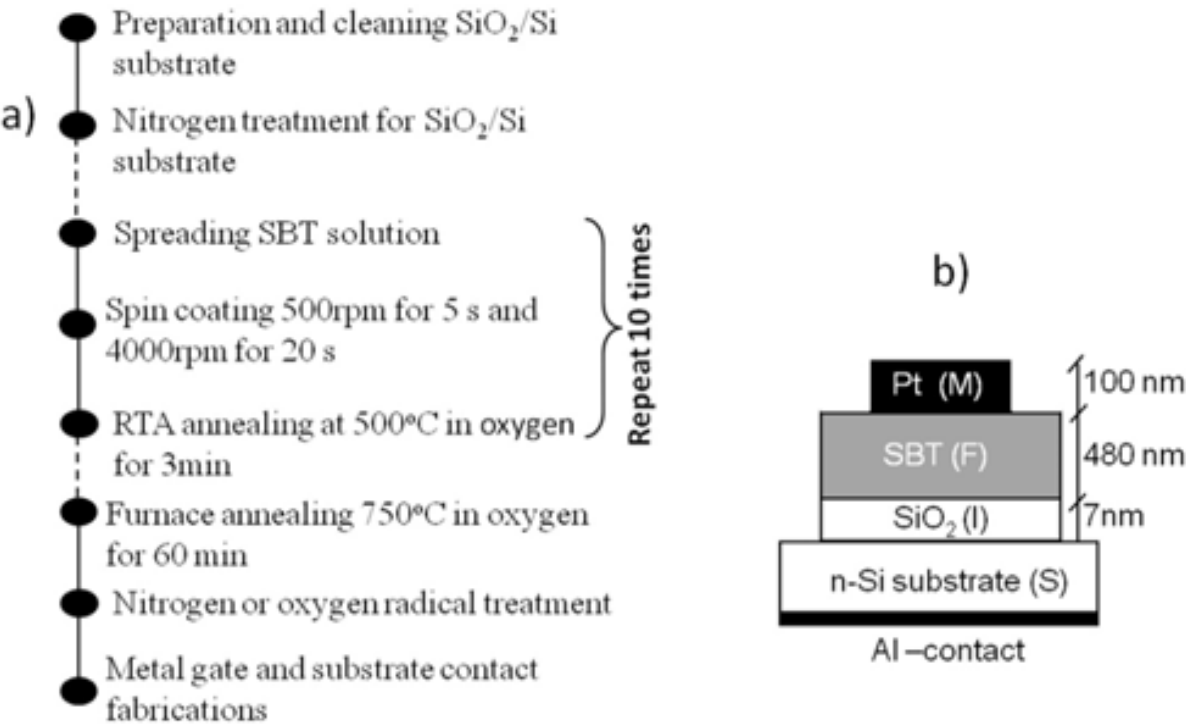 a)
Preparation and cleaning SiO₂/Si
substrate
Nitrogen treatment for SiO₂/Si
substrate
Spreading SBT solution
Spin coating 500rpm for 5 s and
4000rpm for 20 s
RTA annealing at 500°C in oxygen
for 3min
Repeat 10 times
Furnace annealing 750°C in oxygen
for 60 min
Nitrogen or oxygen radical treatment
Metal gate and substrate contact
fabrications
b)
Pt (M)
100 nm
SBT (F)
480 nm
SiO₂ (I)
7nm
n-Si substrate (S)
Al –contact